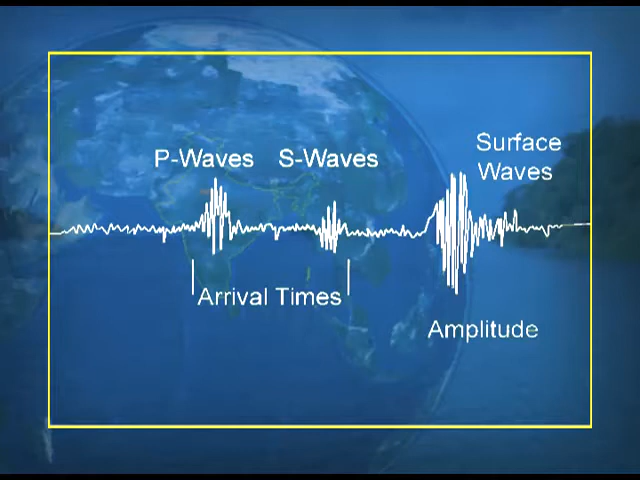 P-Waves S-Waves
Surface
Waves
Arrival Times
Amplitude